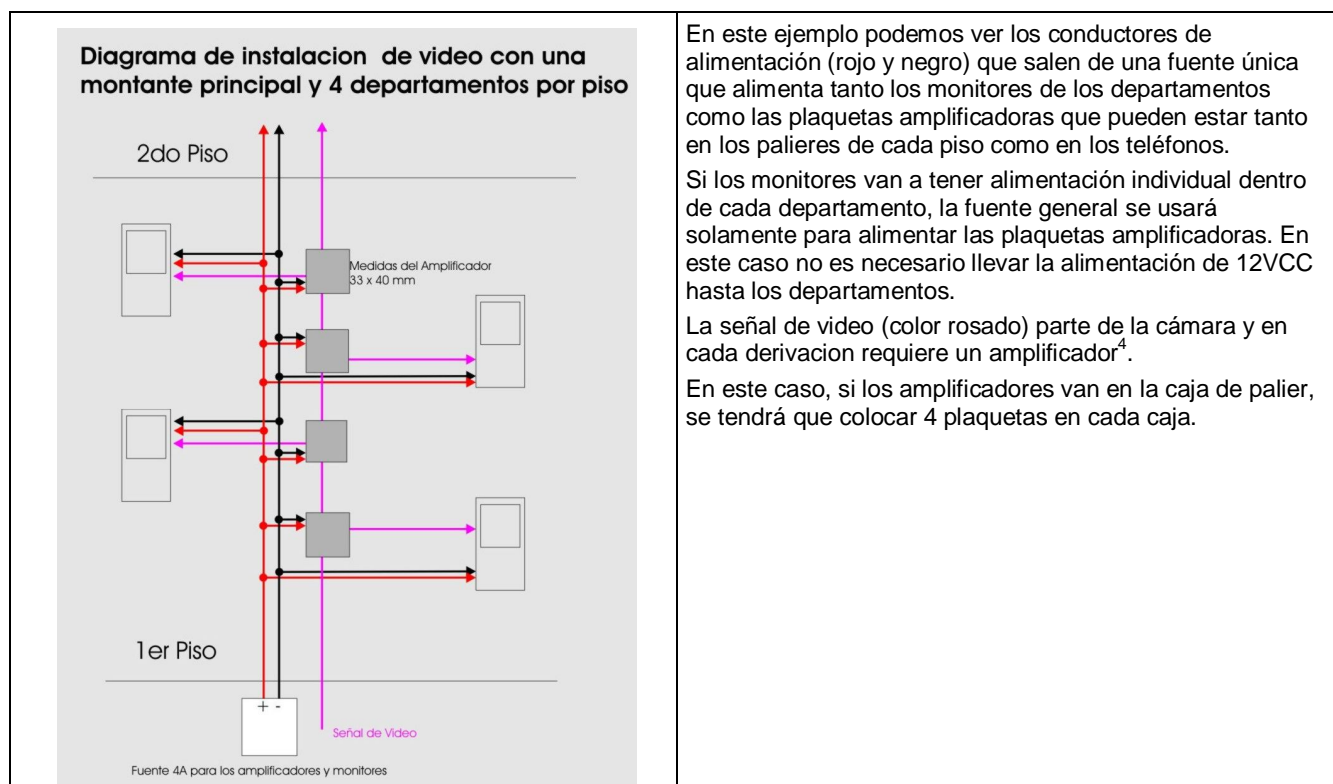 Diagrama de instalacion de video con una
montante principal y 4 departamentos por piso
2do Piso
Medidas del Amplificador
33 x 40 mm
1er Piso
+ -
Señal de Video
Fuente 4A para los amplificadores y monitores
En este ejemplo podemos ver los conductores de
alimentación (rojo y negro) que salen de una fuente única
que alimenta tanto los monitores de los departamentos
como las plaquetas amplificadoras que pueden estar tanto
en los palieres de cada piso como en los teléfonos.
Si los monitores van a tener alimentación individual dentro
de cada departamento, la fuente general se usará
solamente para alimentar las plaquetas amplificadoras. En
este caso no es necesario llevar la alimentación de 12VCC
hasta los departamentos.
La señal de video (color rosado) parte de la cámara y en
cada derivacion requiere un amplificador⁴.
En este caso, si los amplificadores van en la caja de palier,
se tendrá que colocar 4 plaquetas en cada caja.